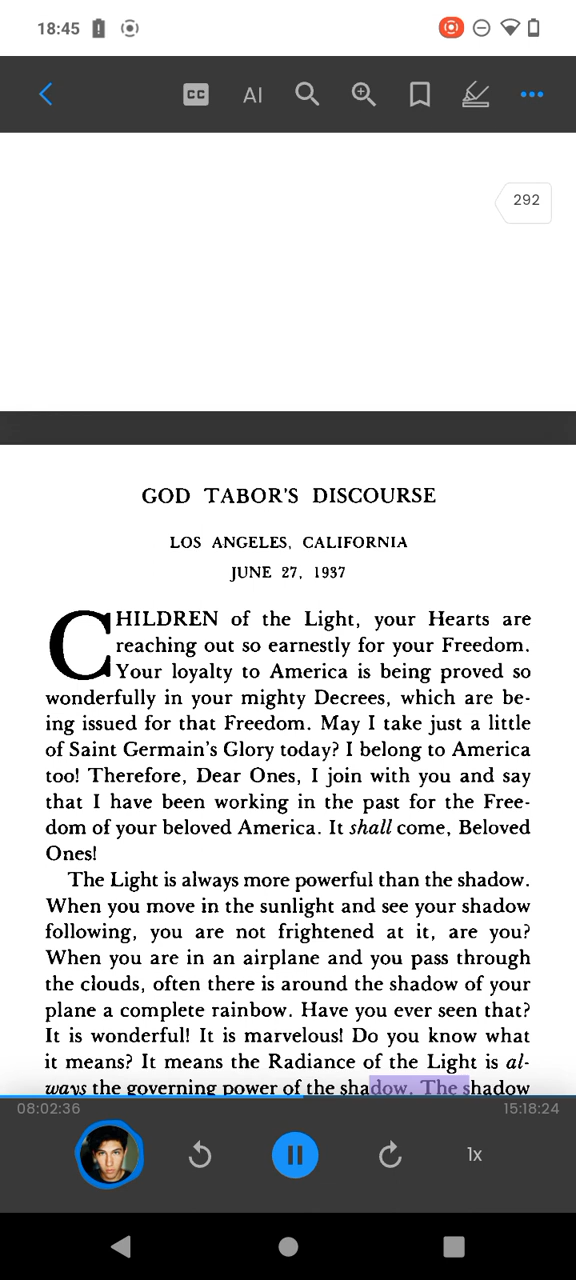 18:45
CC AI
292
GOD TABOR'S DISCOURSE
LOS ANGELES, CALIFORNIA
JUNE 27, 1937
CHILDREN of the Light, your Hearts are
reaching out so earnestly for your Freedom.
Your loyalty to America is being proved so
wonderfully in your mighty Decrees, which are be-
ing issued for that Freedom. May I take just a little
of Saint Germain's Glory today? I belong to America
too! Therefore, Dear Ones, I join with you and say
that I have been working in the past for the Free-
dom of your beloved America. It shall come, Beloved
Ones!
The Light is always more powerful than the shadow.
When you move in the sunlight and see your shadow
following, you are not frightened at it, are you?
When you are in an airplane and you pass through
the clouds, often there is around the shadow of your
plane a complete rainbow. Have you ever seen that?
It is wonderful! It is marvelous! Do you know what
it means? It means the Radiance of the Light is al-
ways the governing power of the shadow. The shadow
08:02:36 15:18:24
1x